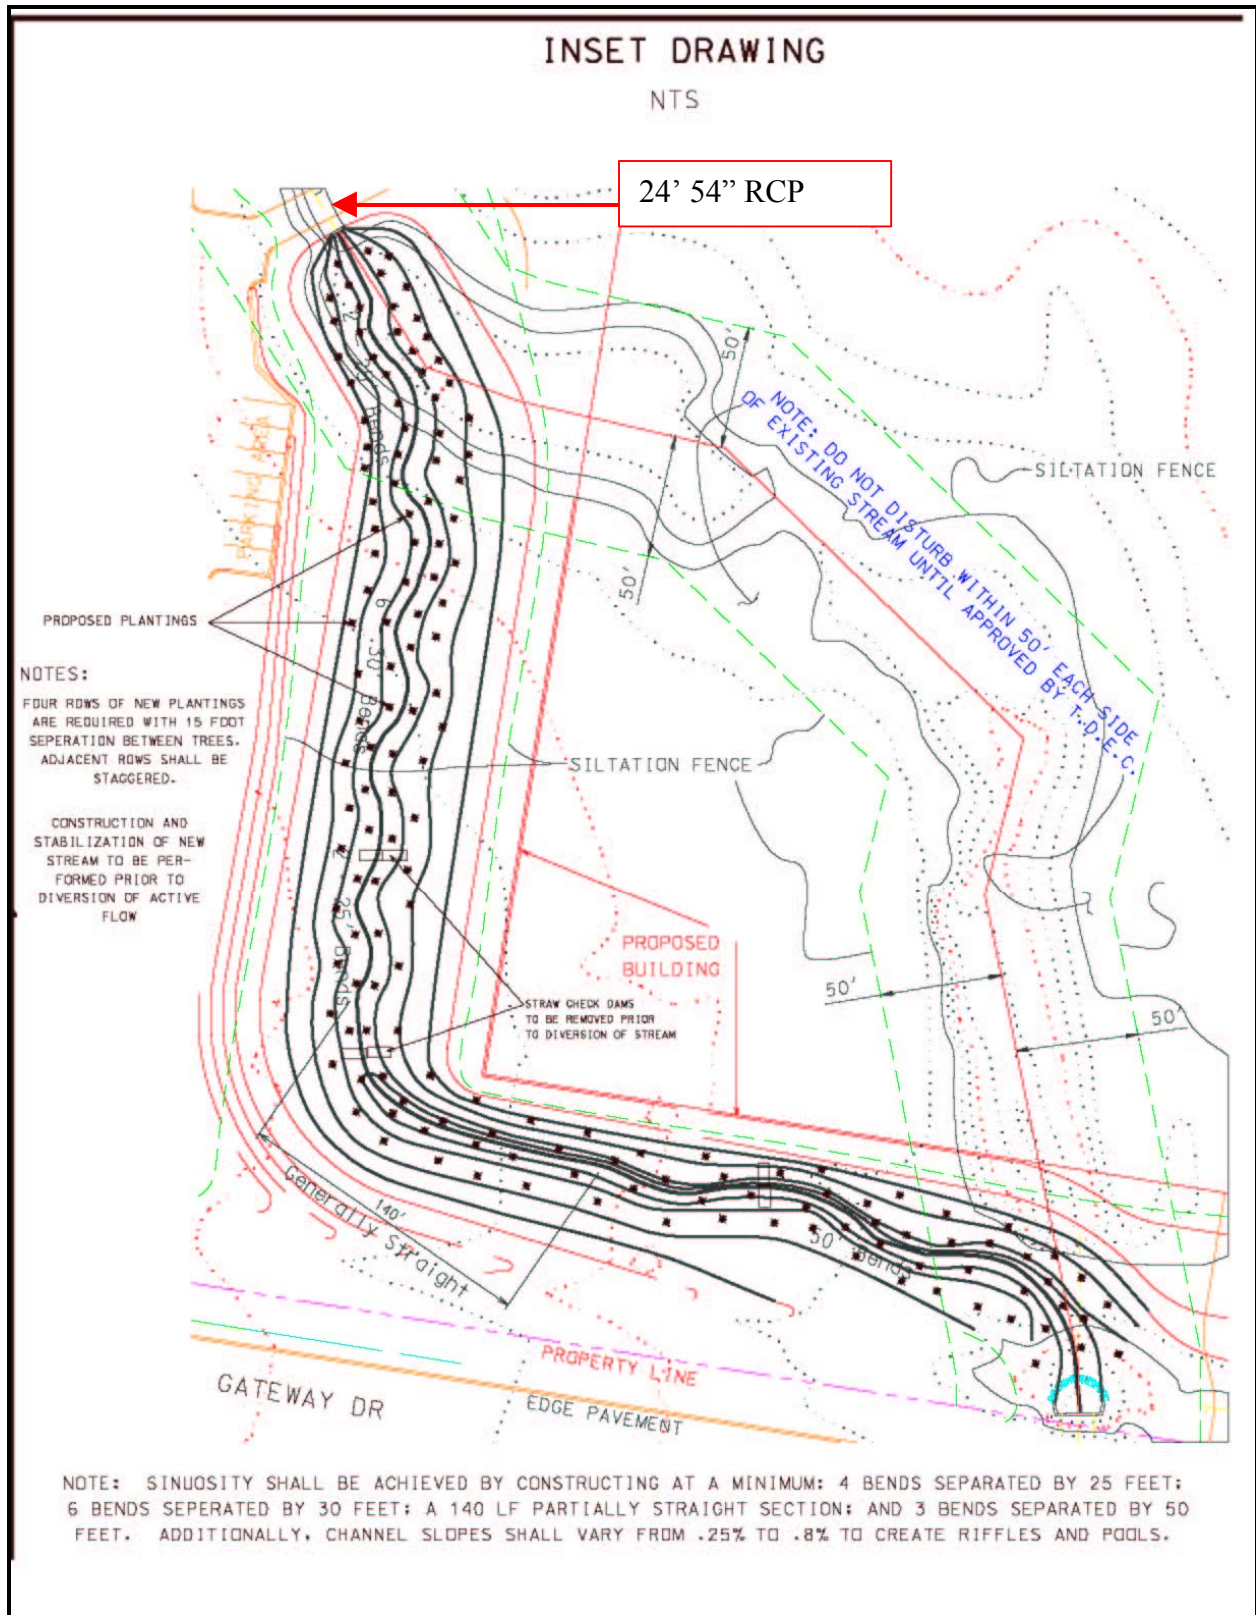 INSET DRAWING
NTS
24' 54" RCP
50'
NOTE: DO NOT DISTURB WITHIN 50' EACH SIDE
OF EXISTING STREAM UNTIL APPROVED BY T.D.E.C.
SILTATION FENCE
50'
PARKING AREA
2 - 25' Bends
PROPOSED PLANTINGS
6 30' Bends
NOTES:
FOUR ROWS OF NEW PLANTINGS
ARE REQUIRED WITH 15 FOOT
SEPERATION BETWEEN TREES.
ADJACENT ROWS SHALL BE
STAGGERED.
SILTATION FENCE
CONSTRUCTION AND
STABILIZATION OF NEW
STREAM TO BE PER-
FORMED PRIOR TO
DIVERSION OF ACTIVE
FLOW
2 - 25' Bends
PROPOSED
BUILDING
50'
50'
STRAW CHECK DAMS
TO BE REMOVED PRIOR
TO DIVERSION OF STREAM
140'
Generally Straight
50' Bends
PROPERTY LINE
GATEWAY DR
EDGE PAVEMENT
NOTE: SINUOSITY SHALL BE ACHIEVED BY CONSTRUCTING AT A MINIMUM: 4 BENDS SEPARATED BY 25 FEET;
6 BENDS SEPERATED BY 30 FEET; A 140 LF PARTIALLY STRAIGHT SECTION; AND 3 BENDS SEPARATED BY 50
FEET. ADDITIONALLY, CHANNEL SLOPES SHALL VARY FROM .25% TO .8% TO CREATE RIFFLES AND POOLS.